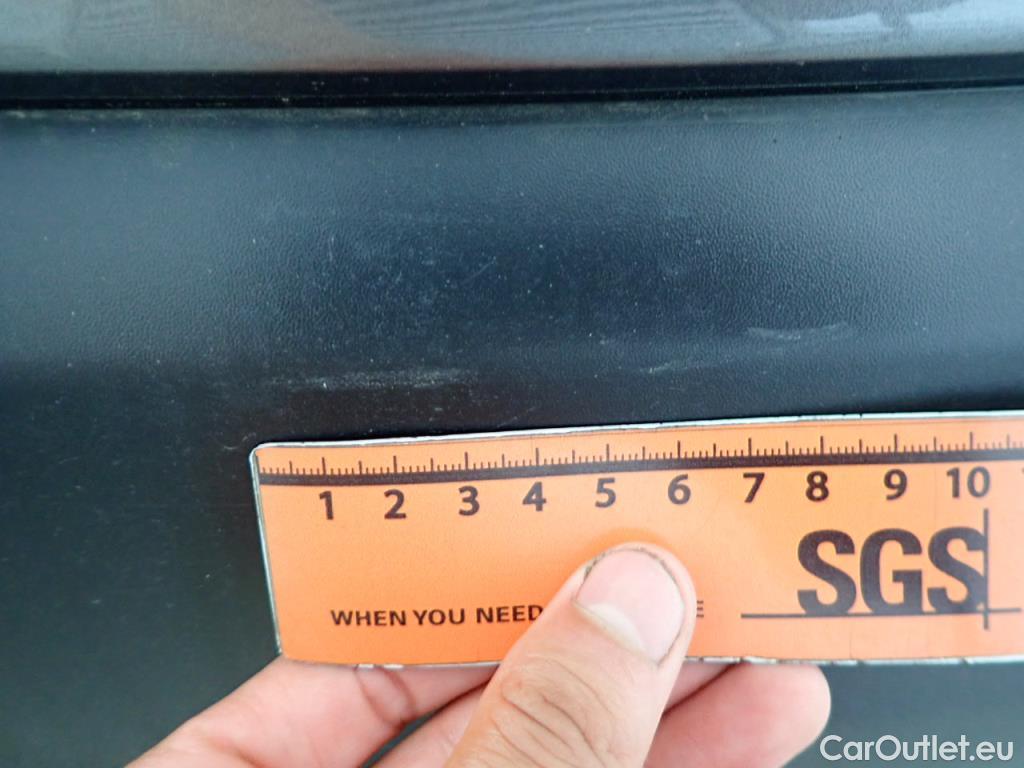 1 2 3 4 5 6 7 8 9 10
SGS
WHEN YOU NEED
CarOutlet.eu